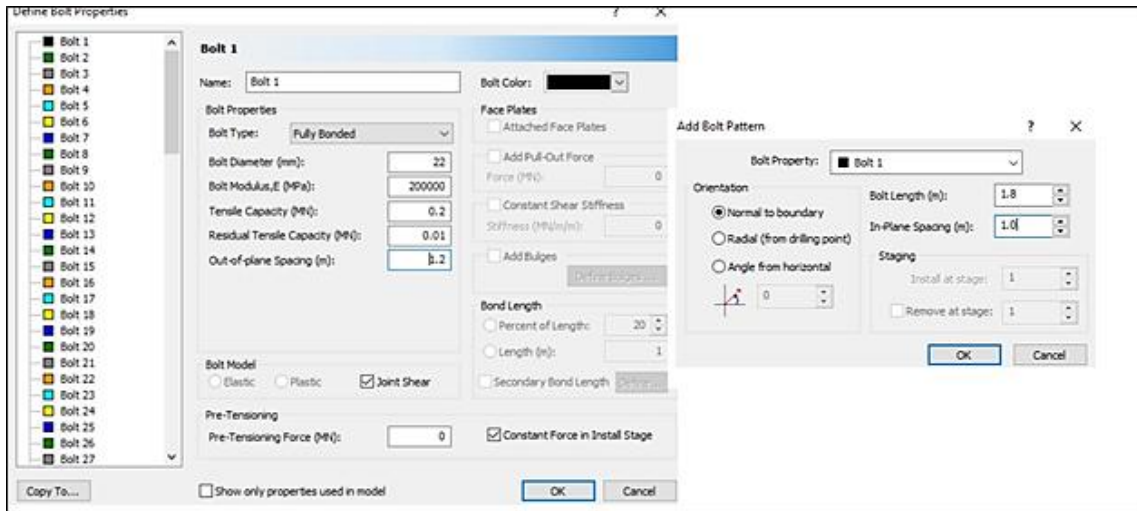 Define Bolt Properties
? ×
Bolt 1
Bolt 2
Bolt 3
Bolt 4
Bolt 5
Bolt 6
Bolt 7
Bolt 8
Bolt 9
Bolt 10
Bolt 11
Bolt 12
Bolt 13
Bolt 14
Bolt 15
Bolt 16
Bolt 17
Bolt 18
Bolt 19
Bolt 20
Bolt 21
Bolt 22
Bolt 23
Bolt 24
Bolt 25
Bolt 26
Bolt 27
Copy To...
Bolt 1
Name: Bolt 1
Bolt Color:
Bolt Properties
Bolt Type: Fully Bonded
Bolt Diameter (mm): 22
Bolt Modulus,E (MPa): 200000
Tensile Capacity (MN): 0.2
Residual Tensile Capacity (MN): 0.01
Out-of-plane Spacing (m): 1.2
Bolt Model
Elastic Plastic Joint Shear
Pre-Tensioning
Pre-Tensioning Force (MN): 0
Constant Force in Install Stage
Face Plates
Attached Face Plates
Add Pull-Out Force
Force (MN): 0
Constant Shear Stiffness
Stiffness (MN/m/m): 0
Add Bulges
Define Bulges...
Bond Length
Percent of Length: 20
Length (m): 1
Secondary Bond Length
Show only properties used in model
OK Cancel
Add Bolt Pattern
? ×
Bolt Property: Bolt 1
Orientation
Normal to boundary
Radial (from drilling point)
Angle from horizontal
0
Bolt Length (m): 1.8
In-Plane Spacing (m): 1.0
Staging
Install at stage: 1
Remove at stage: 1
OK Cancel